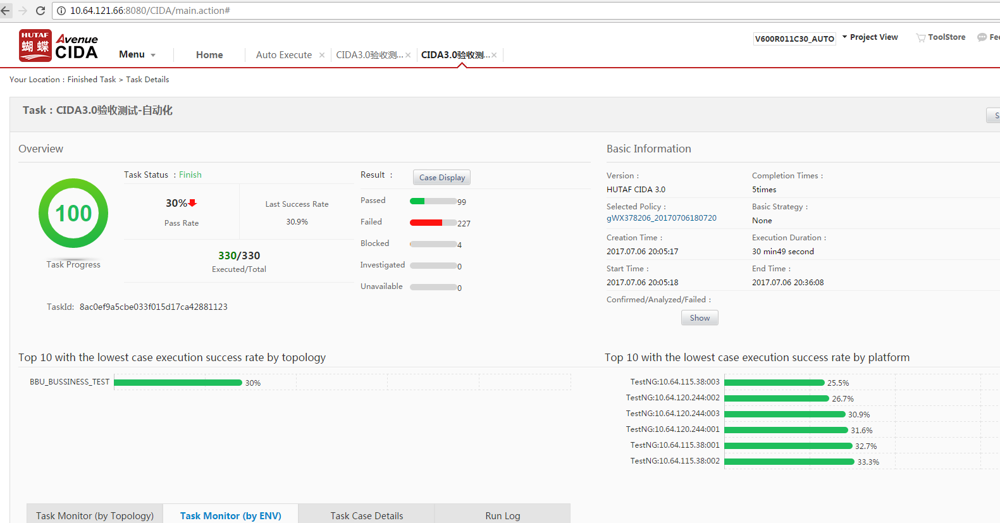 10.64.121.66:8080/CIDA/main.action#
HUTAF
蝴蝶
Avenue
CIDA
Menu
Home
Auto Execute ×
CIDA3.0验收测... ×
CIDA3.0验收测... ×
V600R011C30_AUTO
Project View
ToolStore
Fee
Your Location : Finished Task > Task Details
Task : CIDA3.0验收测试-自动化
S
Overview
100
Task Progress
Task Status : Finish
30%
Pass Rate
Last Success Rate
30.9%
330/330
Executed/Total
TaskId: 8ac0ef9a5cbe033f015d17ca42881123
Result :
Case Display
Passed 99
Failed 227
Blocked 4
Investigated 0
Unavailable 0
Basic Information
Version :
HUTAF CIDA 3.0
Completion Times :
5times
Selected Policy :
gWX378206_20170706180720
Basic Strategy :
None
Creation Time :
2017.07.06 20:05:17
Execution Duration :
30 min49 second
Start Time :
2017.07.06 20:05:18
End Time :
2017.07.06 20:36:08
Confirmed/Analyzed/Failed :
Show
Top 10 with the lowest case execution success rate by topology
BBU_BUSSINESS_TEST 30%
Top 10 with the lowest case execution success rate by platform
TestNG:10.64.115.38:003 25.5%
TestNG:10.64.120.244:002 26.7%
TestNG:10.64.120.244:003 30.9%
TestNG:10.64.120.244:001 31.6%
TestNG:10.64.115.38:001 32.7%
TestNG:10.64.115.38:002 33.3%
Task Monitor (by Topology)
Task Monitor (by ENV)
Task Case Details
Run Log